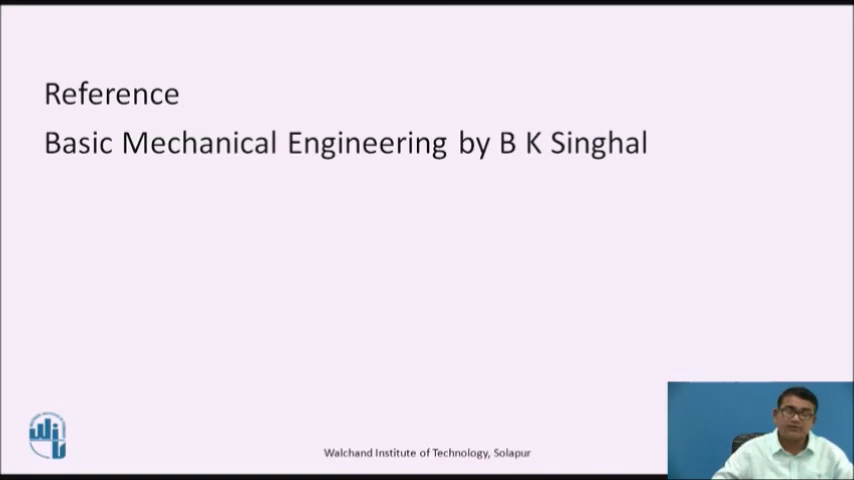 Reference
Basic Mechanical Engineering by B K Singhal
Walchand Institute of Technology, Solapur